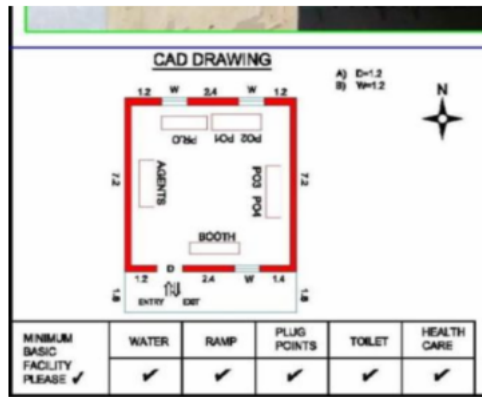 CAD DRAWING
A) D=1.2
B) W=1.2
N
1.2 W 2.4 W 1.2
PRLO PO1 PO2
7.2
AGENTS
PO3 PO4
7.2
BOOTH
D
1.2 2.4 W 1.4
1.8
ENTRY EXIT
1.8
MINIMUM BASIC FACILITY PLEASE ✓
WATER
RAMP
PLUG POINTS
TOILET
HEALTH CARE
✓ ✓ ✓ ✓ ✓